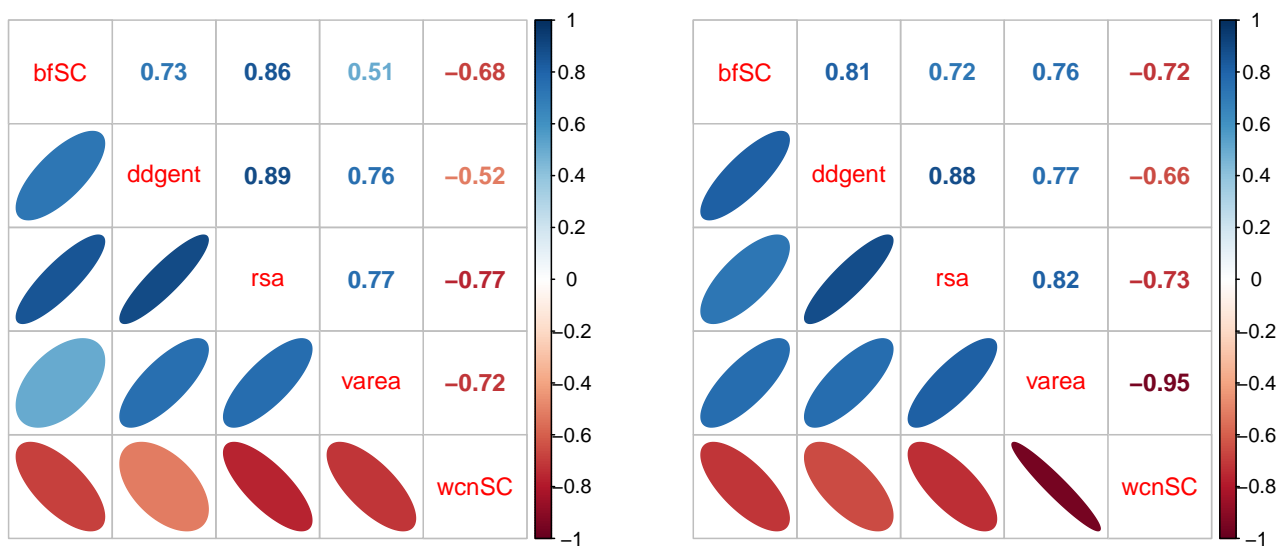 bfSC 0.73 0.86 0.51 −0.68
ddgent 0.89 0.76 −0.52
rsa 0.77 −0.77
varea −0.72
wcnSC
1
0.8
0.6
0.4
0.2
0
−0.2
−0.4
−0.6
−0.8
−1
bfSC 0.81 0.72 0.76 −0.72
ddgent 0.88 0.77 −0.66
rsa 0.82 −0.73
varea −0.95
wcnSC
1
0.8
0.6
0.4
0.2
0
−0.2
−0.4
−0.6
−0.8
−1